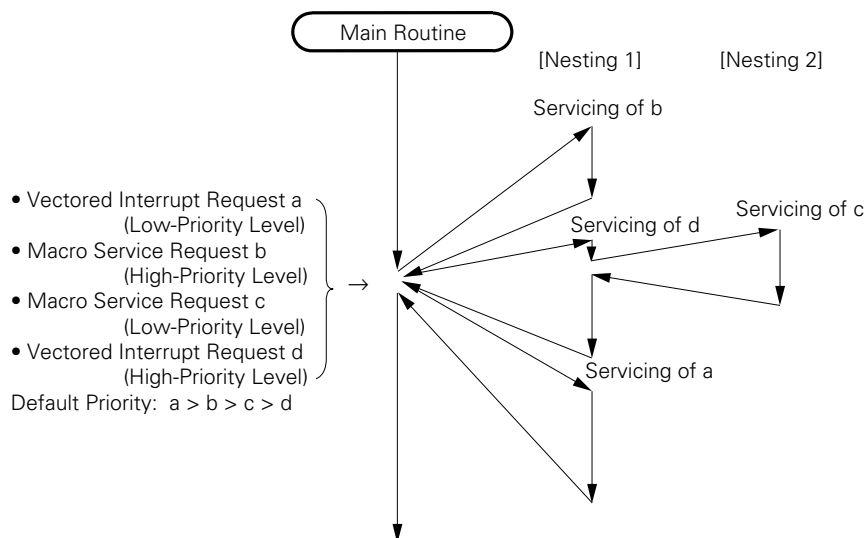 Main Routine
[Nesting 1]
[Nesting 2]
Servicing of b
• Vectored Interrupt Request a
(Low-Priority Level)
• Macro Service Request b
(High-Priority Level)
• Macro Service Request c
(Low-Priority Level)
• Vectored Interrupt Request d
(High-Priority Level)
Default Priority: a > b > c > d
→
Servicing of d
Servicing of c
Servicing of a